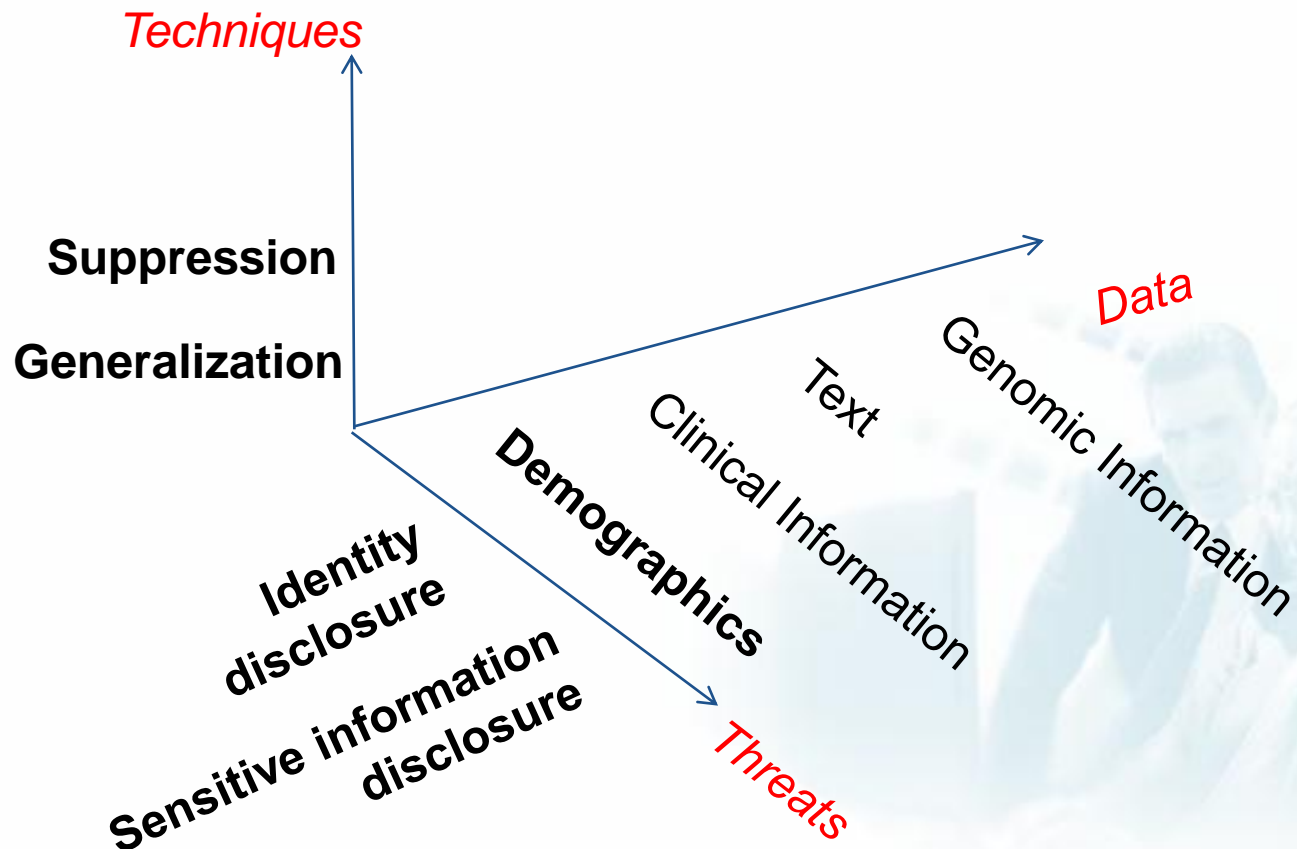 Techniques
Suppression
Generalization
Data
Genomic Information
Text
Clinical Information
Demographics
Identity
disclosure
Sensitive information
disclosure
Threats